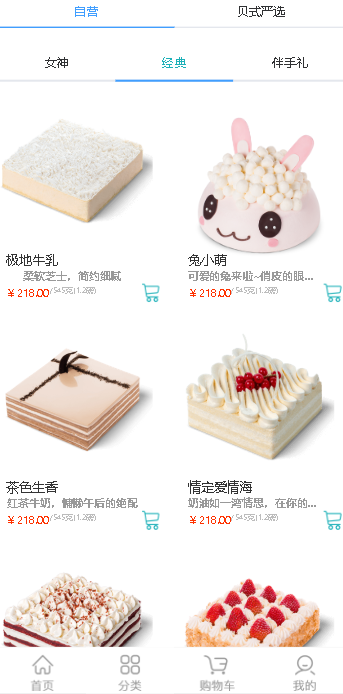 自营 贝式严选
女神 经典 伴手礼
极地牛乳 兔小萌
柔软芝士，简约细腻 可爱的兔来啦~俏皮的眼...
￥218.00/545克(1.2磅) ￥218.00/545克(1.2磅)
茶色生香 情定爱情海
红茶牛奶，慵懒午后的绝配 奶油如一湾情思，在你的...
￥218.00/545克(1.2磅) ￥218.00/545克(1.2磅)
首页 分类 购物车 我的